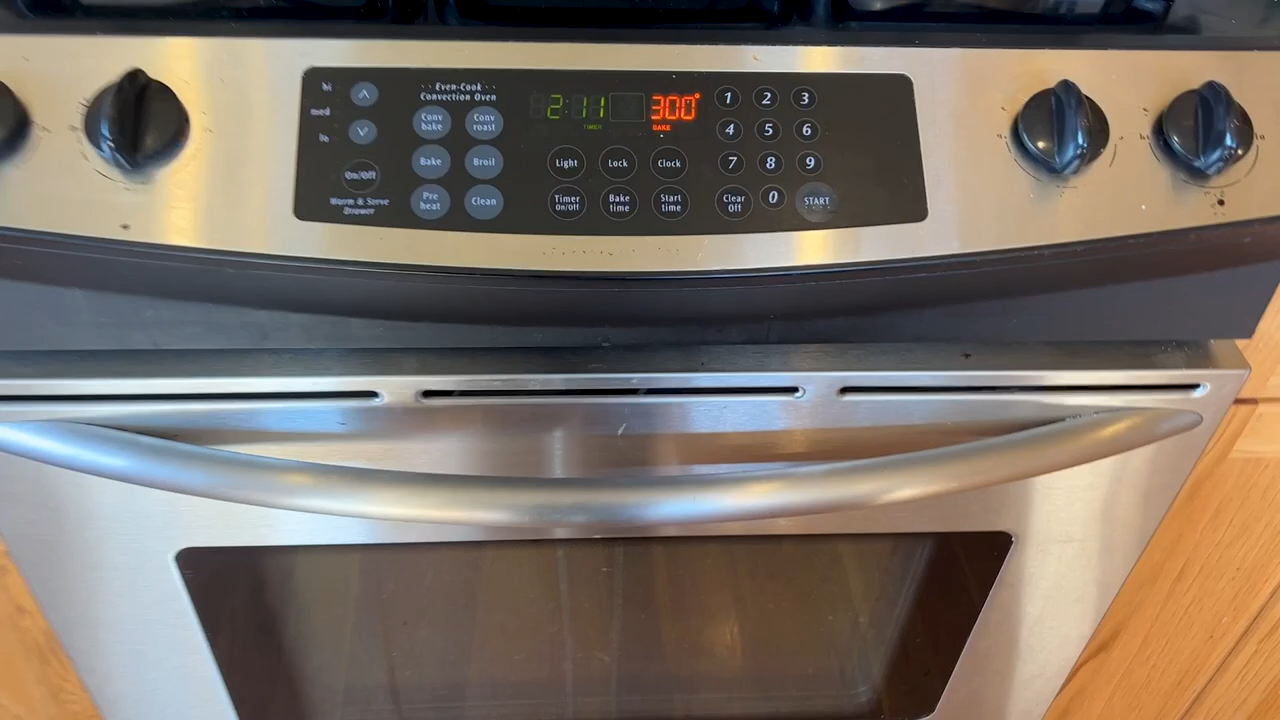 hi
med
lo
On/Off
Warm & Serve
Drawer
Even-Cook
Convection Oven
Conv bake
Conv roast
Bake
Broil
Pre heat
Clean
2:11
TIMER
300°
BAKE
Light
Lock
Clock
Timer On/Off
Bake time
Start time
1 2 3
4 5 6
7 8 9
Clear Off
0
START